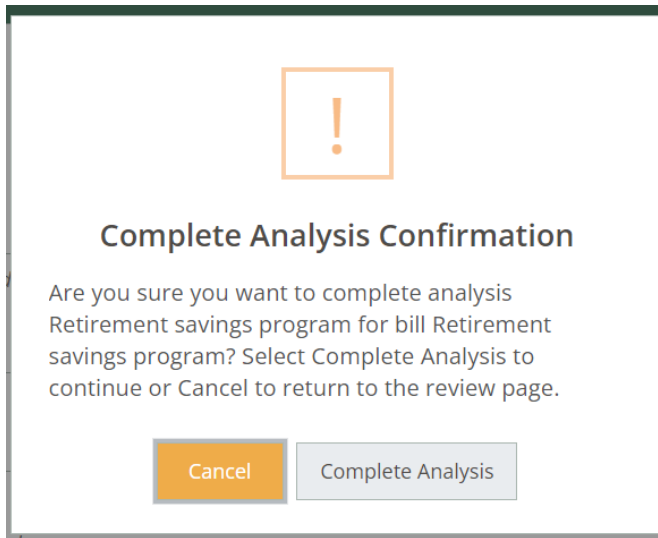 !
Complete Analysis Confirmation
Are you sure you want to complete analysis
Retirement savings program for bill Retirement
savings program? Select Complete Analysis to
continue or Cancel to return to the review page.
Cancel
Complete Analysis